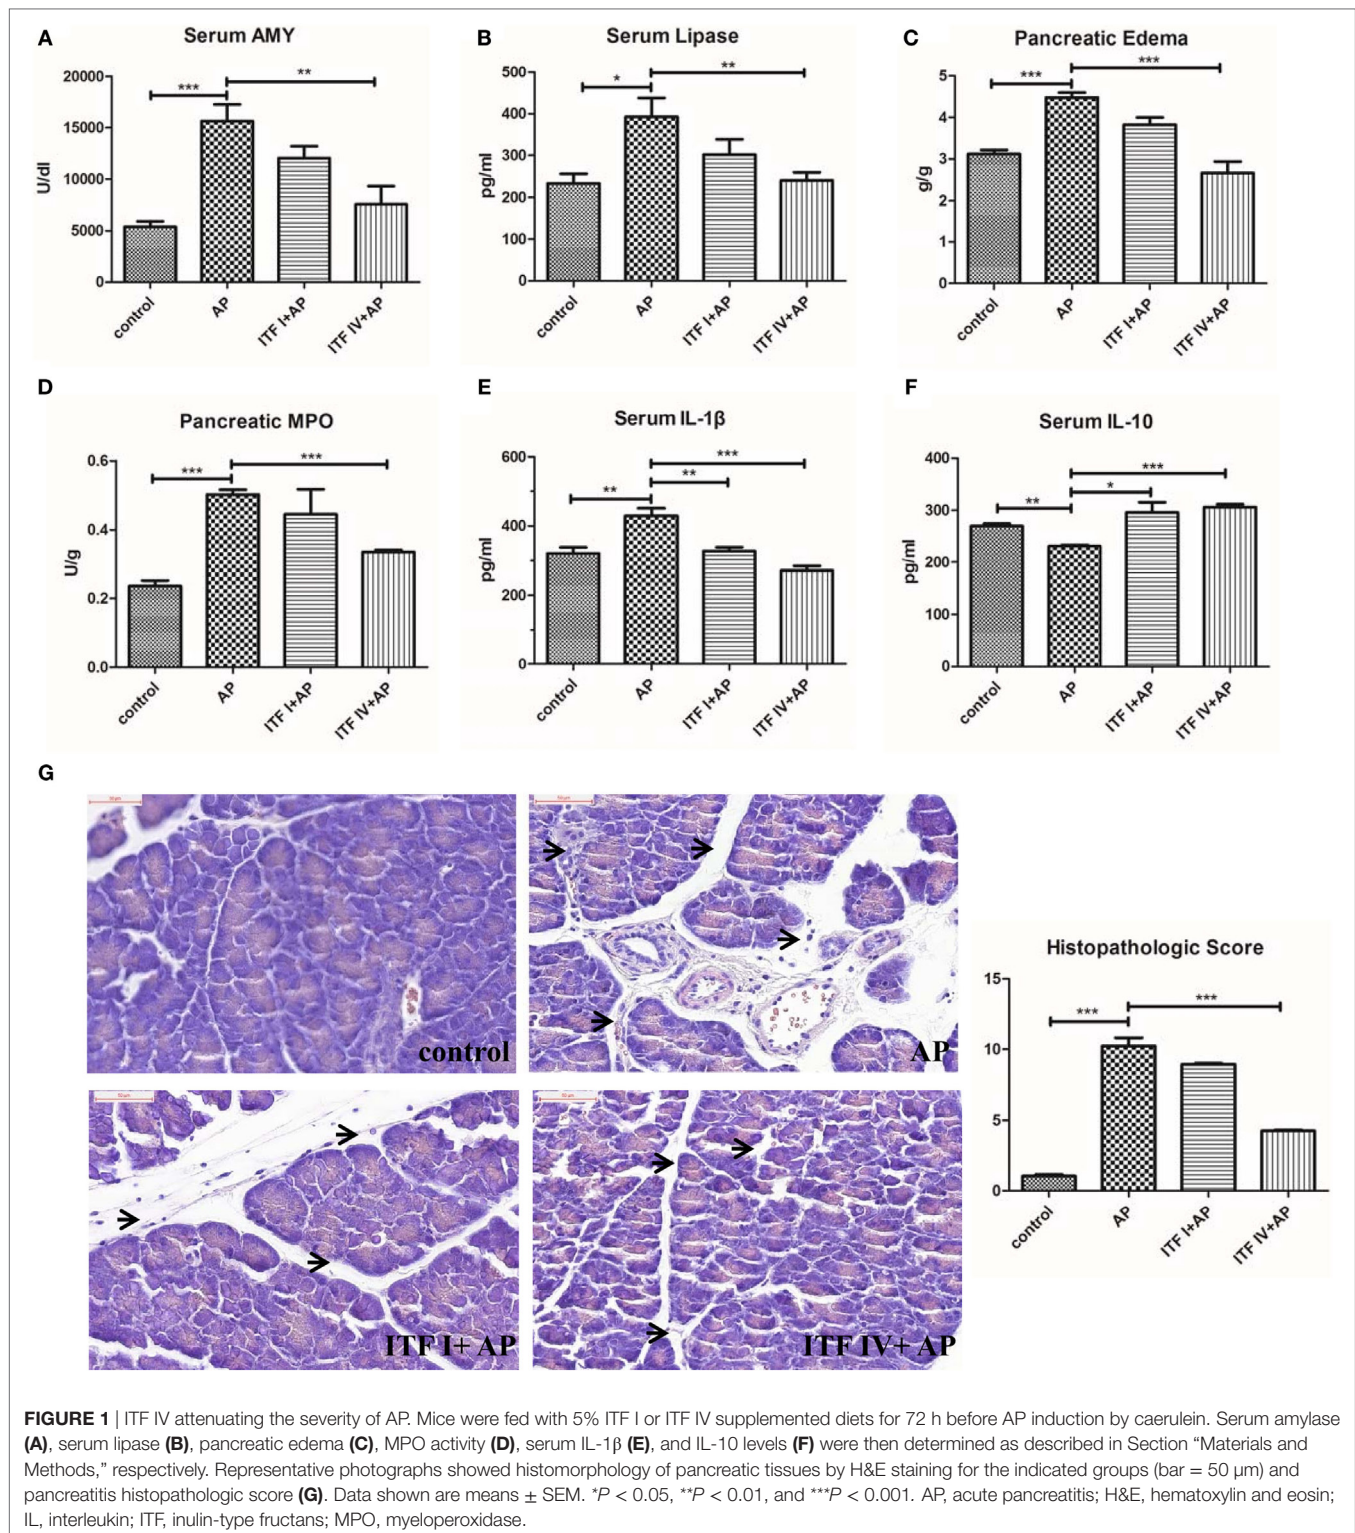 A
Serum AMY
U/dl
20000
15000
10000
5000
0
***
**
control
AP
ITF I+AP
ITF IV+AP
B
Serum Lipase
pg/ml
500
400
300
200
100
0
*
**
control
AP
ITF I+AP
ITF IV+AP
C
Pancreatic Edema
g/g
5
4
3
2
1
0
***
***
control
AP
ITF I+AP
ITF IV+AP
D
Pancreatic MPO
U/g
0.6
0.4
0.2
0.0
***
***
control
AP
ITF I+AP
ITF IV+AP
E
Serum IL-1β
pg/ml
600
400
200
0
**
***
**
control
AP
ITF I+AP
ITF IV+AP
F
Serum IL-10
pg/ml
400
300
200
100
0
**
***
*
control
AP
ITF I+AP
ITF IV+AP
G
50 μm
control
50 μm
AP
50 μm
ITF I+ AP
50 μm
ITF IV+ AP
Histopathologic Score
15
10
5
0
***
***
control
AP
ITF I+AP
ITF IV+AP
FIGURE 1 | ITF IV attenuating the severity of AP. Mice were fed with 5% ITF I or ITF IV supplemented diets for 72 h before AP induction by caerulein. Serum amylase
(A), serum lipase (B), pancreatic edema (C), MPO activity (D), serum IL-1β (E), and IL-10 levels (F) were then determined as described in Section “Materials and
Methods,” respectively. Representative photographs showed histomorphology of pancreatic tissues by H&E staining for the indicated groups (bar = 50 μm) and
pancreatitis histopathologic score (G). Data shown are means ± SEM. *P < 0.05, **P < 0.01, and ***P < 0.001. AP, acute pancreatitis; H&E, hematoxylin and eosin;
IL, interleukin; ITF, inulin-type fructans; MPO, myeloperoxidase.